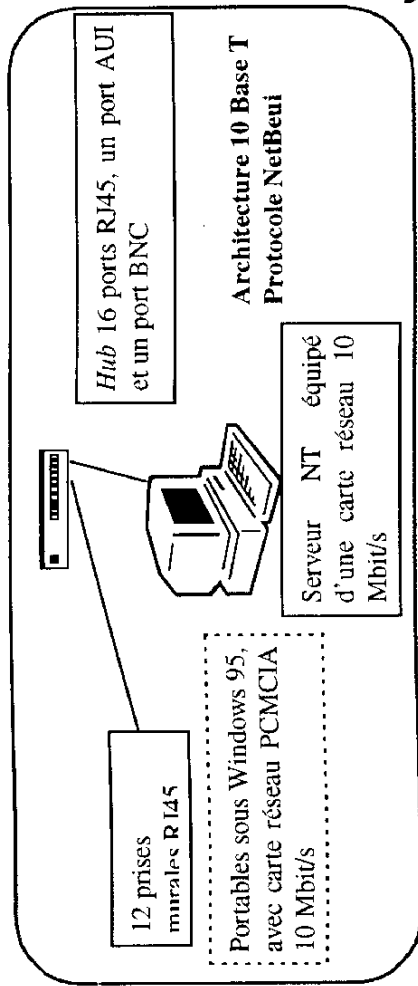 12 prises
murales RJ45
Hub 16 ports RJ45, un port AUI
et un port BNC
Portables sous Windows 95,
avec carte réseau PCMCIA
10 Mbit/s
Serveur NT équipé
d'une carte réseau 10
Mbit/s
Architecture 10 Base T
Protocole NetBeui